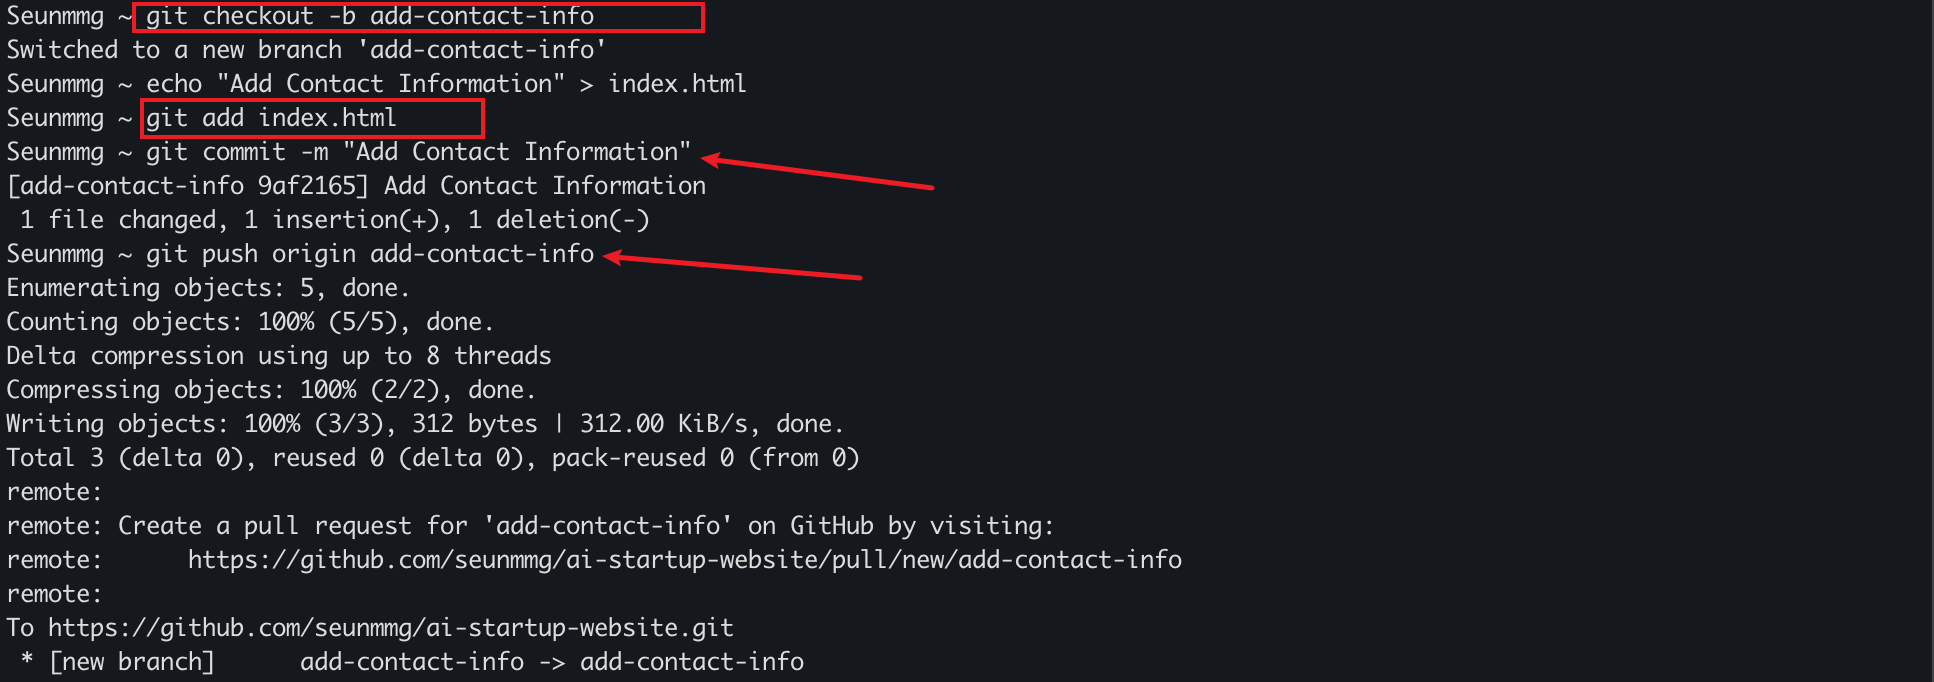 Seunmmg ~ git checkout -b add-contact-info
Switched to a new branch 'add-contact-info'
Seunmmg ~ echo "Add Contact Information" > index.html
Seunmmg ~ git add index.html
Seunmmg ~ git commit -m "Add Contact Information"
[add-contact-info 9af2165] Add Contact Information
 1 file changed, 1 insertion(+), 1 deletion(-)
Seunmmg ~ git push origin add-contact-info
Enumerating objects: 5, done.
Counting objects: 100% (5/5), done.
Delta compression using up to 8 threads
Compressing objects: 100% (2/2), done.
Writing objects: 100% (3/3), 312 bytes | 312.00 KiB/s, done.
Total 3 (delta 0), reused 0 (delta 0), pack-reused 0 (from 0)
remote:
remote: Create a pull request for 'add-contact-info' on GitHub by visiting:
remote:      https://github.com/seunmmg/ai-startup-website/pull/new/add-contact-info
remote:
To https://github.com/seunmmg/ai-startup-website.git
 * [new branch]      add-contact-info -> add-contact-info